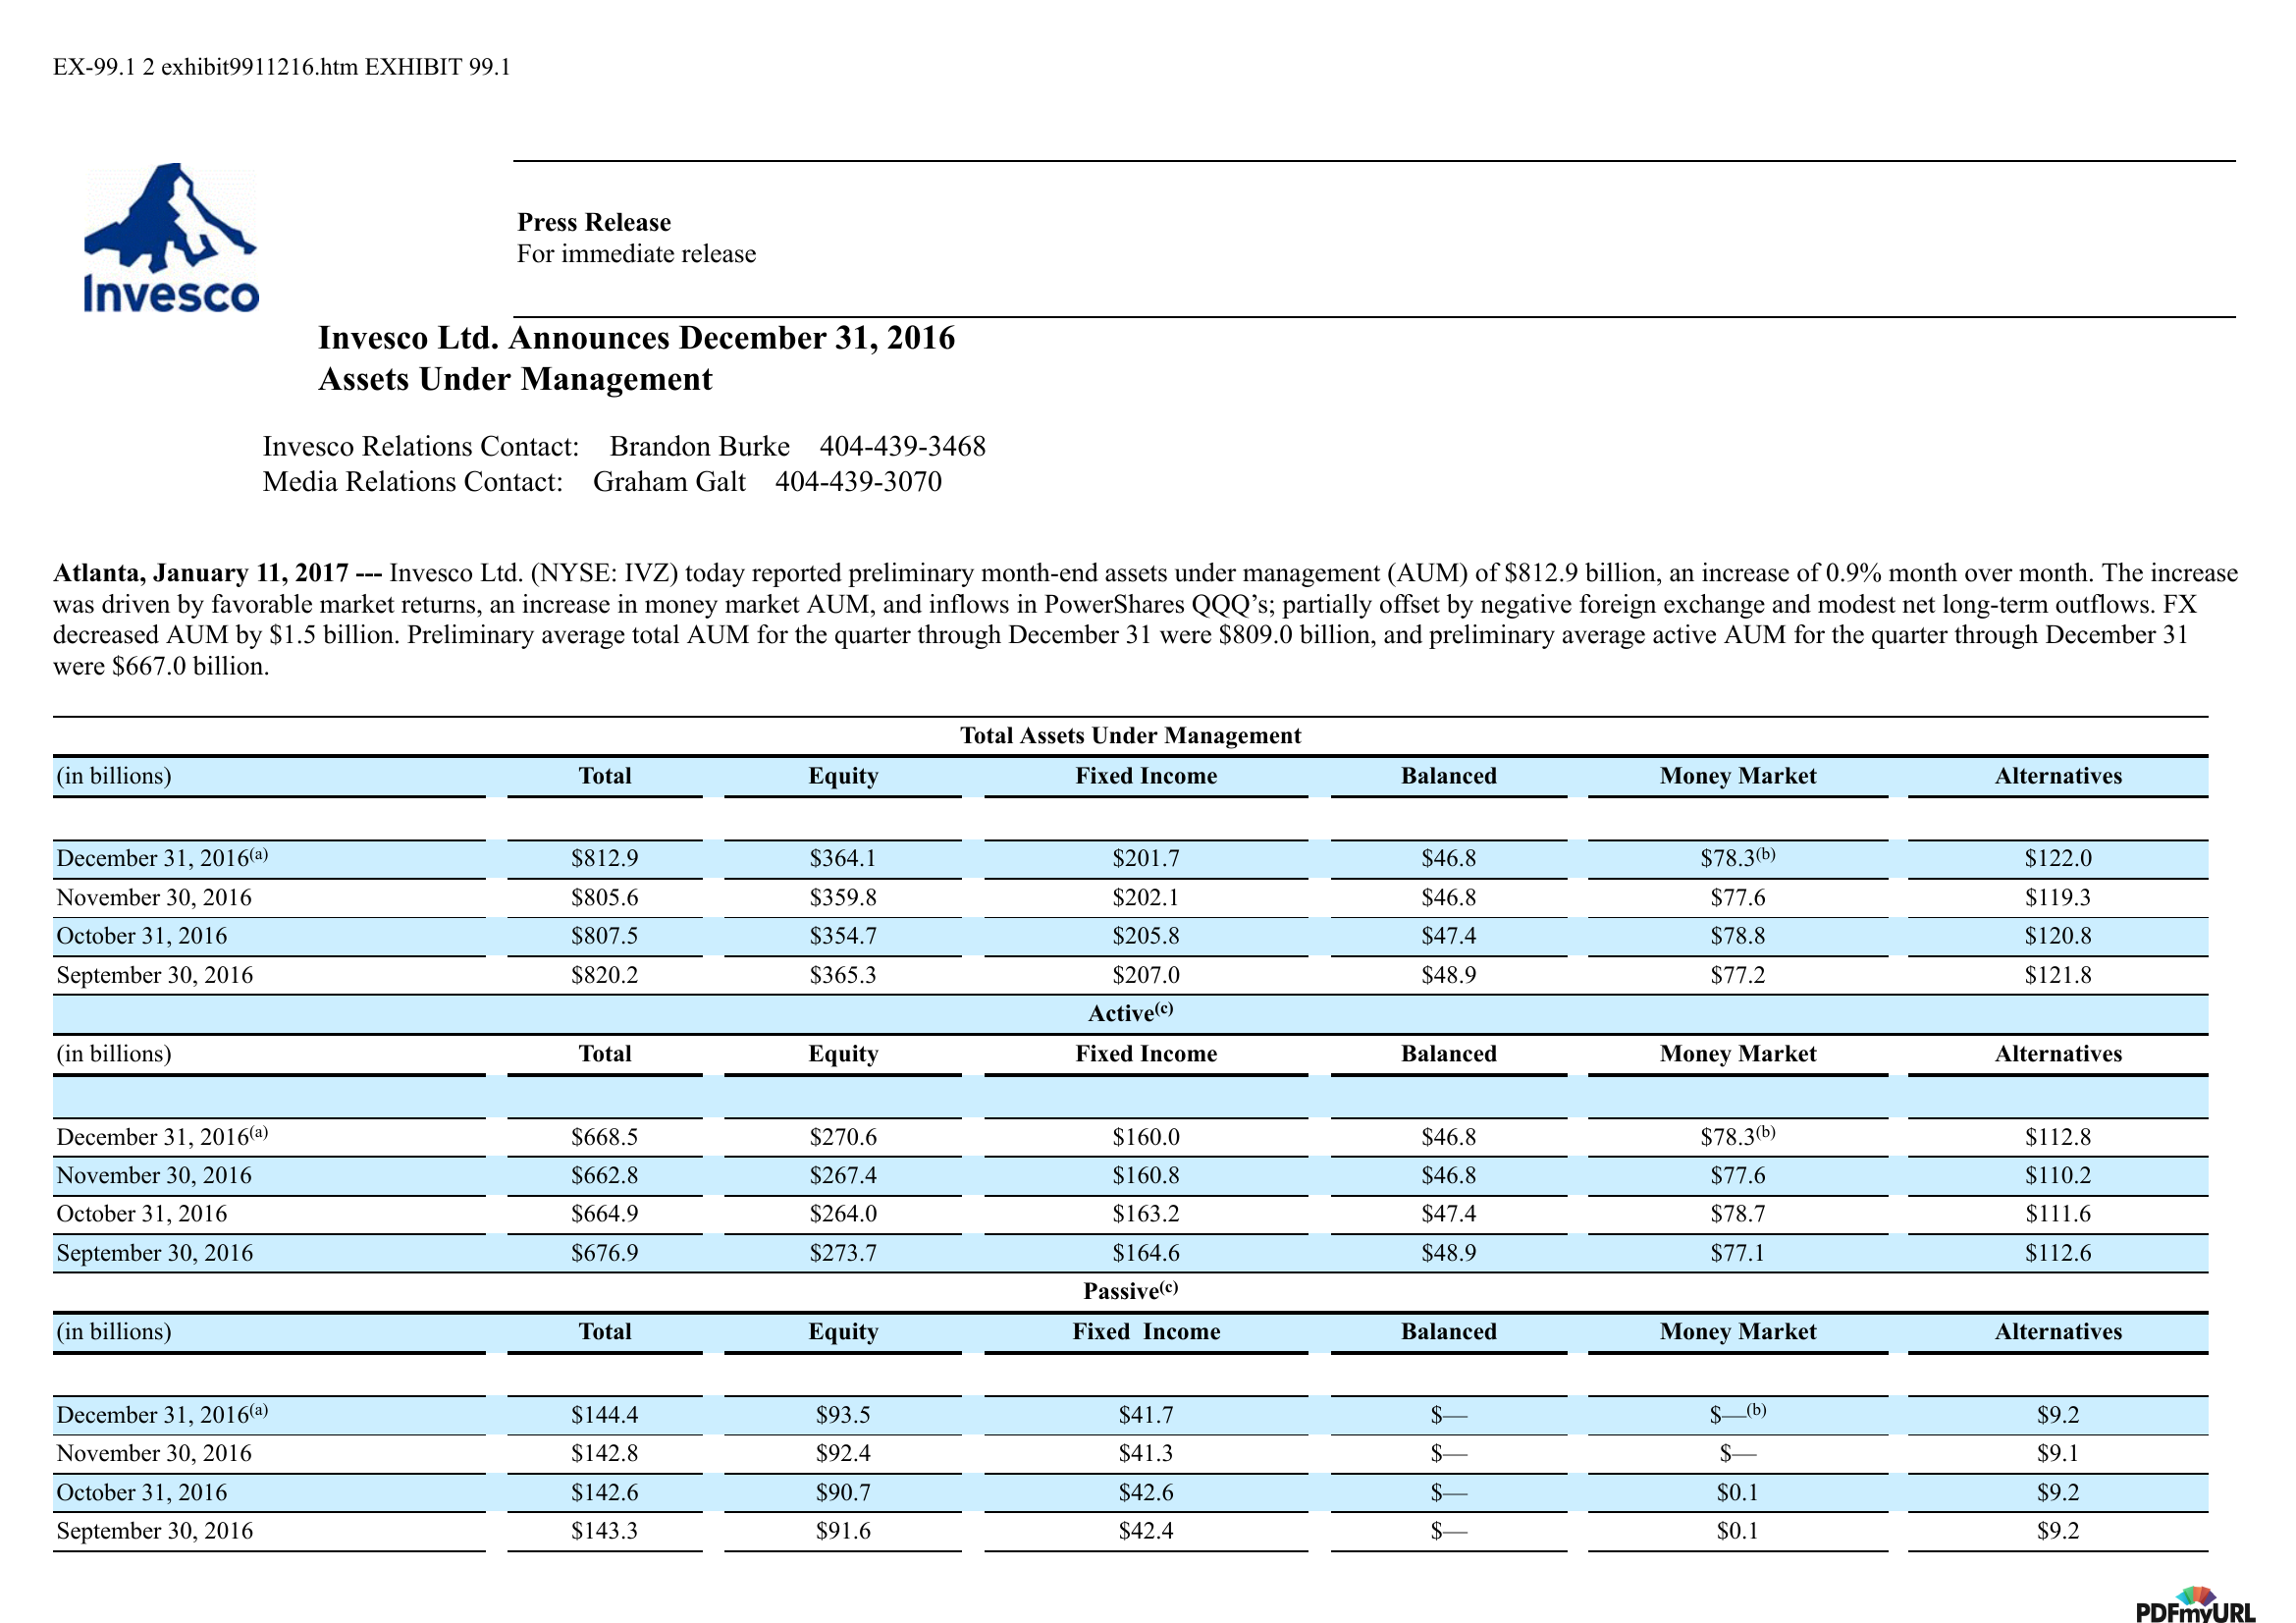 EX-99.1 2 exhibit9911216.htm EXHIBIT 99.1
Invesco
Press Release
For immediate release
Invesco Ltd. Announces December 31, 2016
Assets Under Management
Invesco Relations Contact: Brandon Burke 404-439-3468
Media Relations Contact: Graham Galt 404-439-3070
Atlanta, January 11, 2017 --- Invesco Ltd. (NYSE: IVZ) today reported preliminary month-end assets under management (AUM) of $812.9 billion, an increase of 0.9% month over month. The increase
was driven by favorable market returns, an increase in money market AUM, and inflows in PowerShares QQQ’s; partially offset by negative foreign exchange and modest net long-term outflows. FX
decreased AUM by $1.5 billion. Preliminary average total AUM for the quarter through December 31 were $809.0 billion, and preliminary average active AUM for the quarter through December 31
were $667.0 billion.
Total Assets Under Management
(in billions) Total Equity Fixed Income Balanced Money Market Alternatives
December 31, 2016(a) $812.9 $364.1 $201.7 $46.8 $78.3(b) $122.0
November 30, 2016 $805.6 $359.8 $202.1 $46.8 $77.6 $119.3
October 31, 2016 $807.5 $354.7 $205.8 $47.4 $78.8 $120.8
September 30, 2016 $820.2 $365.3 $207.0 $48.9 $77.2 $121.8
Active(c)
(in billions) Total Equity Fixed Income Balanced Money Market Alternatives
December 31, 2016(a) $668.5 $270.6 $160.0 $46.8 $78.3(b) $112.8
November 30, 2016 $662.8 $267.4 $160.8 $46.8 $77.6 $110.2
October 31, 2016 $664.9 $264.0 $163.2 $47.4 $78.7 $111.6
September 30, 2016 $676.9 $273.7 $164.6 $48.9 $77.1 $112.6
Passive(c)
(in billions) Total Equity Fixed Income Balanced Money Market Alternatives
December 31, 2016(a) $144.4 $93.5 $41.7 $— $—(b) $9.2
November 30, 2016 $142.8 $92.4 $41.3 $— $— $9.1
October 31, 2016 $142.6 $90.7 $42.6 $— $0.1 $9.2
September 30, 2016 $143.3 $91.6 $42.4 $— $0.1 $9.2
PDFmyURL